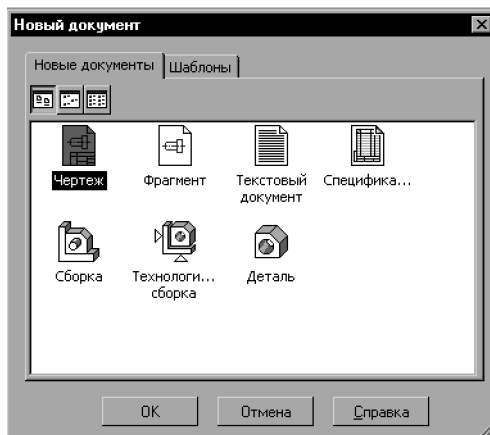 Новый документ
Новые документы
Шаблоны
Чертеж
Фрагмент
Текстовый
документ
Специфика...
Сборка
Технологи...
сборка
Деталь
OK
Отмена
Справка